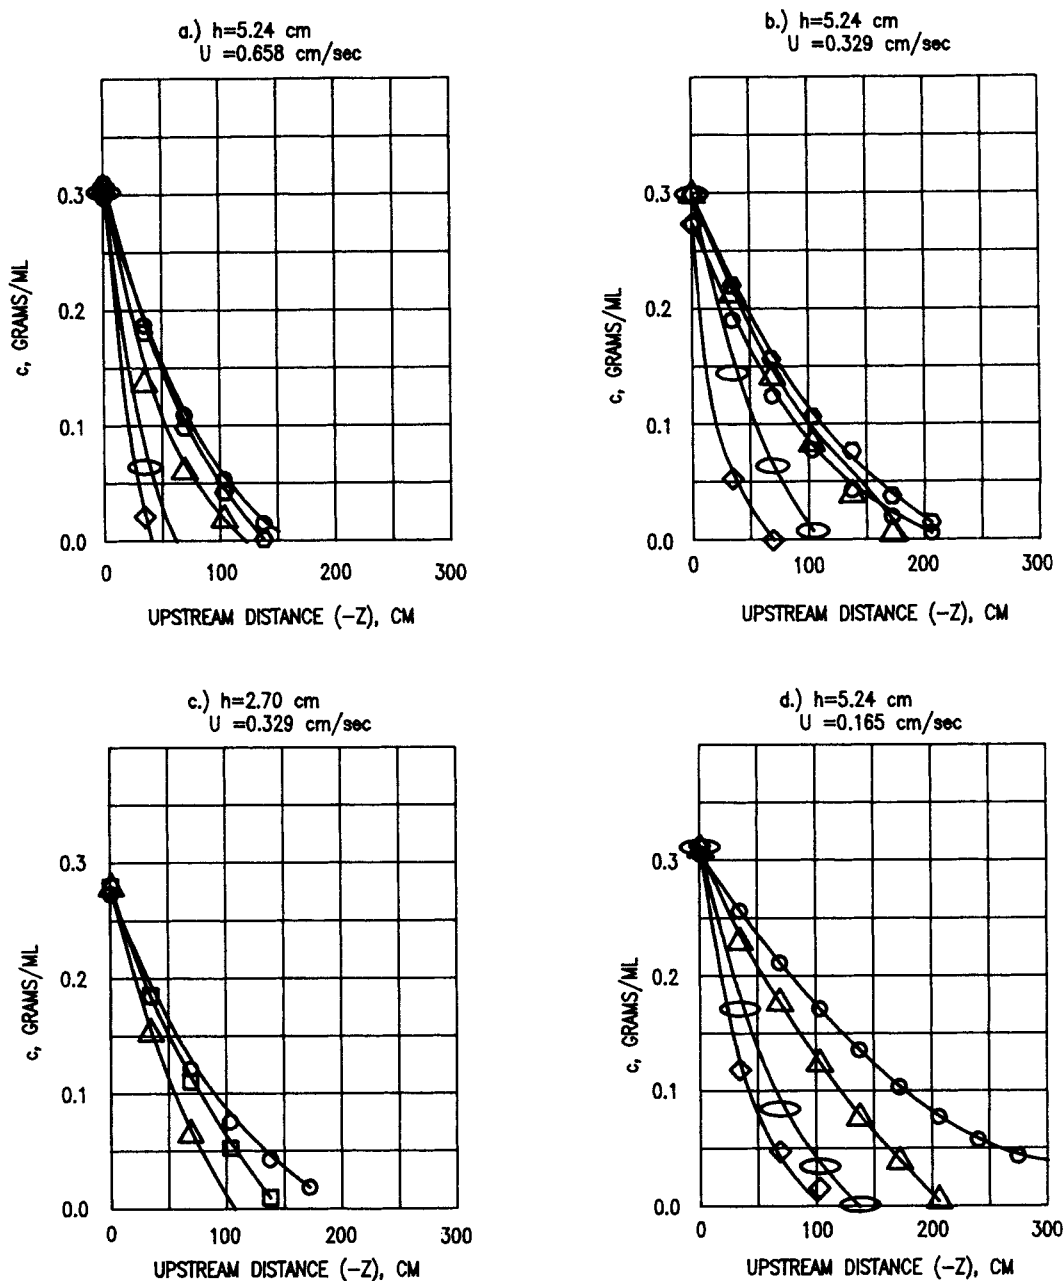 a.) h=5.24 cm
U =0.658 cm/sec
0.3
0.2
0.1
0.0
c, GRAMS/ML
0 100 200 300
UPSTREAM DISTANCE (-Z), CM
b.) h=5.24 cm
U =0.329 cm/sec
0.3
0.2
0.1
0.0
c, GRAMS/ML
0 100 200 300
UPSTREAM DISTANCE (-Z), CM
c.) h=2.70 cm
U =0.329 cm/sec
0.3
0.2
0.1
0.0
c, GRAMS/ML
0 100 200 300
UPSTREAM DISTANCE (-Z), CM
d.) h=5.24 cm
U =0.165 cm/sec
0.3
0.2
0.1
0.0
c, GRAMS/ML
0 100 200 300
UPSTREAM DISTANCE (-Z), CM